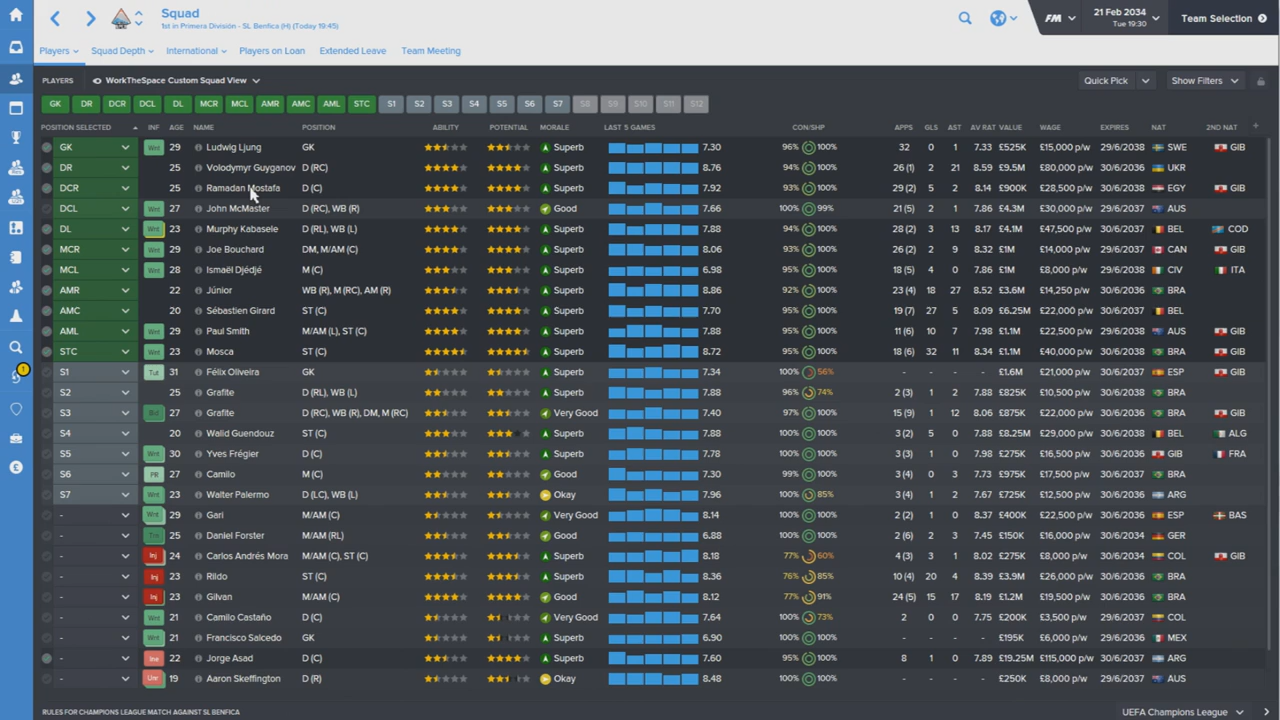 Squad
1st in Primera División - SL Benfica (H) (Today 19:45)
FM
21 Feb 2034
Tue 19:30
Team Selection
Players Squad Depth International Players on Loan Extended Leave Team Meeting
PLAYERS WorkTheSpace Custom Squad View Quick Pick Show Filters
GK DR DCR DCL DL MCR MCL AMR AMC AML STC S1 S2 S3 S4 S5 S6 S7 S8 S9 S10 S11 S12
POSITION SELECTED INF AGE NAME POSITION ABILITY POTENTIAL MORALE LAST 5 GAMES CON/SHP APPS GLS AST AV RAT VALUE WAGE EXPIRES NAT 2ND NAT
GK Wnt 29 Ludwig Ljung GK Superb 7.30 96% 100% 32 0 1 7.33 £525K £15,000 p/w 29/6/2038 SWE GIB
DR 25 Volodymyr Guyganov D (RC) Superb 8.76 94% 100% 26 (1) 2 21 8.59 £9.5M £80,000 p/w 30/6/2036 UKR
DCR 25 Ramadan Mostafa D (C) Superb 7.92 93% 100% 29 (2) 5 2 8.14 £900K £28,500 p/w 30/6/2036 EGY GIB
DCL Wnt 27 John McMaster D (RC), WB (R) Good 7.66 100% 99% 21 (5) 2 1 7.86 £4.3M £30,000 p/w 29/6/2037 AUS
DL Wnt 23 Murphy Kabasele D (RL), WB (L) Superb 7.88 94% 100% 28 (2) 3 13 8.17 £4.1M £47,500 p/w 30/6/2037 BEL COD
MCR Wnt 29 Joe Bouchard DM, M/AM (C) Superb 8.06 93% 100% 26 (2) 2 9 8.32 £1M £14,000 p/w 29/6/2037 CAN GIB
MCL Wnt 28 Ismaël Djédjé M (C) Superb 6.98 95% 100% 18 (5) 4 0 7.86 £1M £8,000 p/w 29/6/2038 CIV ITA
AMR 22 Júnior WB (R), M (RC), AM (R) Superb 8.86 92% 100% 23 (4) 18 27 8.52 £3.6M £14,250 p/w 30/6/2036 BRA
AMC 20 Sébastien Girard ST (C) Superb 7.88 95% 100% 19 (7) 27 5 8.09 £6.25M £22,000 p/w 30/6/2037 BEL
AML Wnt 29 Paul Smith M/AM (L), ST (C) Superb 7.88 95% 100% 11 (6) 10 7 7.98 £1.1M £22,500 p/w 30/6/2036 AUS GIB
STC Wnt 23 Mosca ST (C) Superb 8.72 95% 100% 18 (6) 32 11 8.34 £1.1M £40,000 p/w 30/6/2037 BRA GIB
S1 Tut 31 Félix Oliveira GK Superb 7.34 100% 56% - - - - £1.6M £21,000 p/w 30/6/2037 ESP GIB
S2 25 Grafite D (RL), WB (L) Superb 7.88 96% 74% 2 (3) 1 2 7.88 £825K £10,500 p/w 30/6/2038 BRA
S3 27 Grafite D (RC), WB (R), DM, M (RC) Very Good 7.40 97% 100% 15 (9) 1 12 8.06 £875K £22,000 p/w 30/6/2036 BRA GIB
S4 20 Walid Guendouz ST (C) Superb 7.88 100% 100% 3 (2) 5 0 7.88 £8.25M £29,000 p/w 30/6/2038 BEL ALG
S5 Wnt 30 Yves Frégier D (C) Superb 7.78 100% 100% 3 (3) 1 1 7.98 £275K £16,500 p/w 30/6/2036 GIB FRA
S6 PR 27 Camilo M (C) Good 7.30 99% 100% 3 (4) 0 3 7.73 £975K £17,500 p/w 30/6/2037 BRA
S7 Wnt 23 Walter Palermo D (LC), WB (L) Okay 7.96 100% 85% 3 (4) 1 2 7.67 £725K £12,500 p/w 30/6/2036 ARG
- Wnt 29 Gari M/AM (C) Very Good 8.14 100% 100% 2 (2) 0 1 8.37 £400K £9,000 p/w 30/6/2036 ESP BAS
- 25 Daniel Forster M/AM (RL) Good 6.88 100% 100% 2 (6) 2 3 7.45 £150K £16,000 p/w 30/6/2034 GER
- Inj 24 Carlos Andrés Mora M/AM (C), ST (C) Superb 8.18 77% 60% 4 (3) 3 1 8.02 £275K £8,000 p/w 30/6/2034 COL GIB
- Inj 23 Rildo ST (C) Superb 8.36 76% 85% 10 (4) 20 4 8.39 £3.9M £26,000 p/w 30/6/2036 BRA
- Inj 23 Gilvan M/AM (C) Good 8.12 77% 91% 24 (5) 15 17 8.19 £1.2M £19,500 p/w 30/6/2036 BRA
- Wnt 21 Camilo Castaño D (C) Very Good 7.64 100% 73% 2 0 0 7.75 £200K £3,500 p/w 30/6/2037 COL
- Wnt 21 Francisco Salcedo GK Superb 6.90 100% 100% - - - - £195K £6,000 p/w 30/6/2036 MEX
- Ine 22 Jorge Asad D (C) Superb 7.60 95% 100% 8 1 0 7.89 £19.25M £115,000 p/w 30/6/2037 ARG
- Unr 19 Aaron Skeffington D (R) Okay 8.48 100% 100% - - - - £250K £8,000 p/w 30/6/2036 AUS
RULES FOR CHAMPIONS LEAGUE MATCH AGAINST SL BENFICA UEFA Champions League